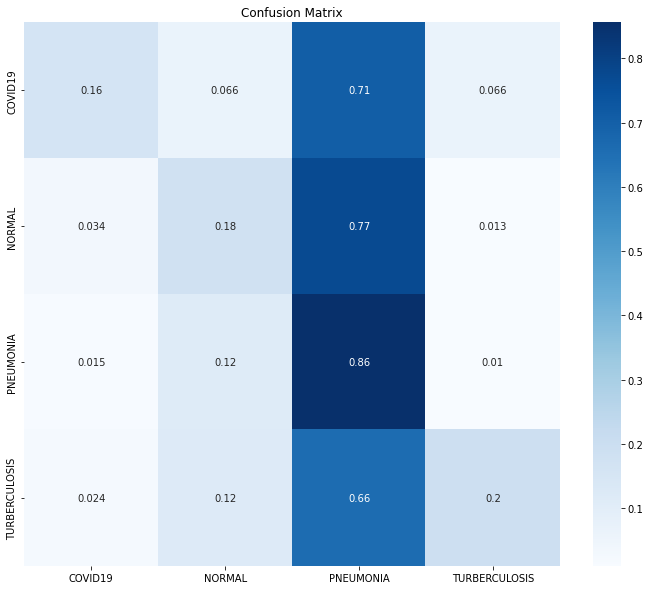 Confusion Matrix
COVID19 0.16 0.066 0.71 0.066
NORMAL 0.034 0.18 0.77 0.013
PNEUMONIA 0.015 0.12 0.86 0.01
TURBERCULOSIS 0.024 0.12 0.66 0.2
COVID19 NORMAL PNEUMONIA TURBERCULOSIS
0.8
0.7
0.6
0.5
0.4
0.3
0.2
0.1